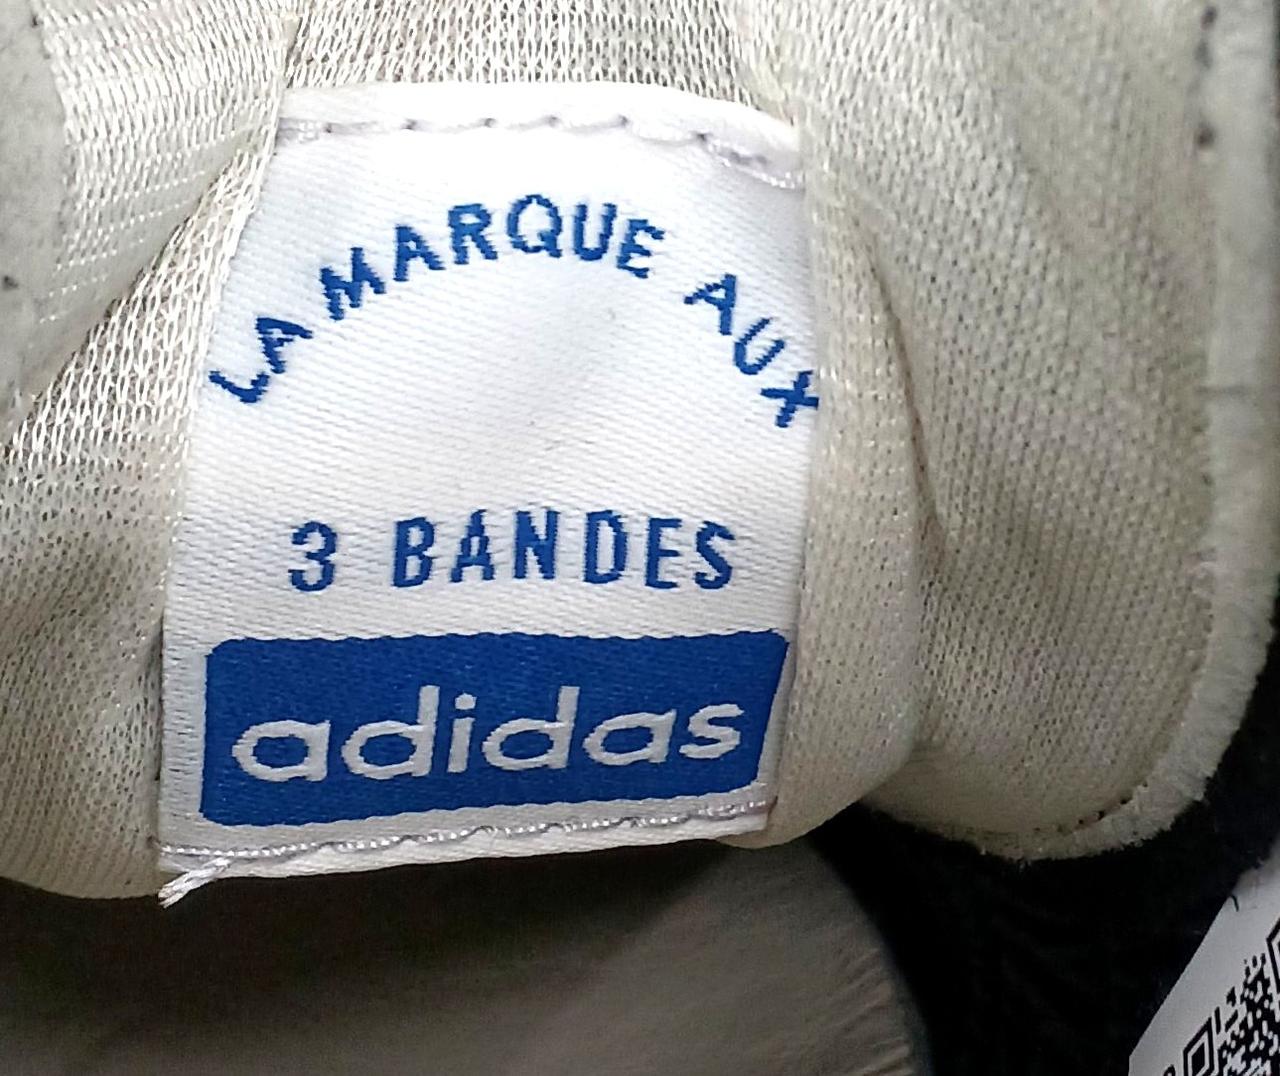 LA MARQUE AUX
3 BANDES
adidas